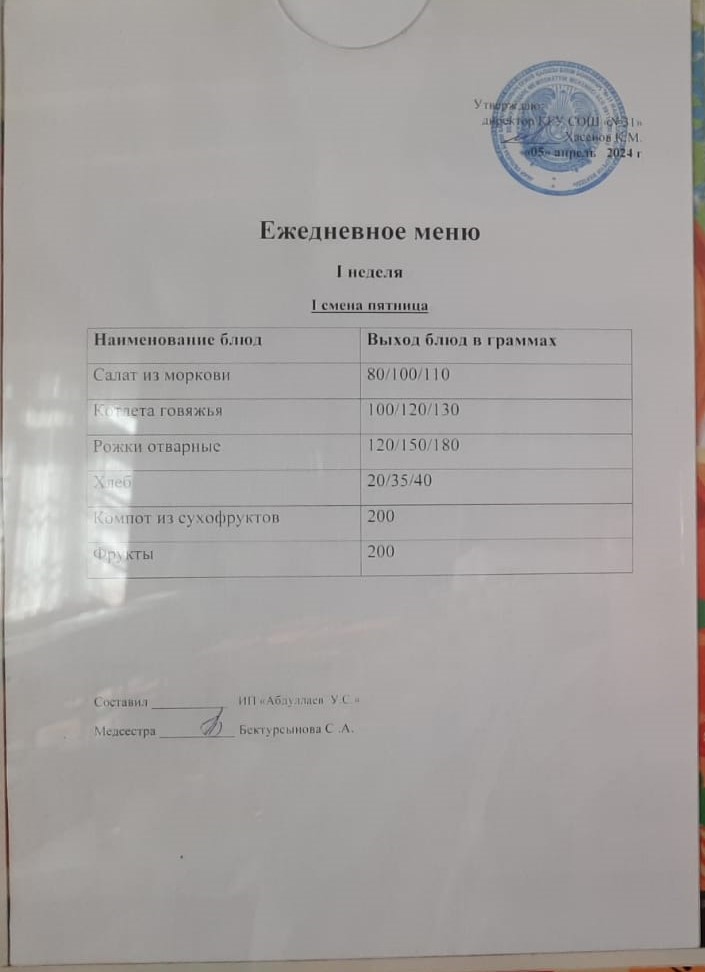 Утверждаю:
директор КГУ СОШ «№31»
Хасенов К.М.
«05» апрель 2024 г
Ежедневное меню
I неделя
I смена пятница
Наименование блюд Выход блюд в граммах
Салат из моркови 80/100/110
Котлета говяжья 100/120/130
Рожки отварные 120/150/180
Хлеб 20/35/40
Компот из сухофруктов 200
Фрукты 200
Составил ____________ ИП «Абдуллаев У.С.»
Медсестра ____________ Бектурсынова С .А.